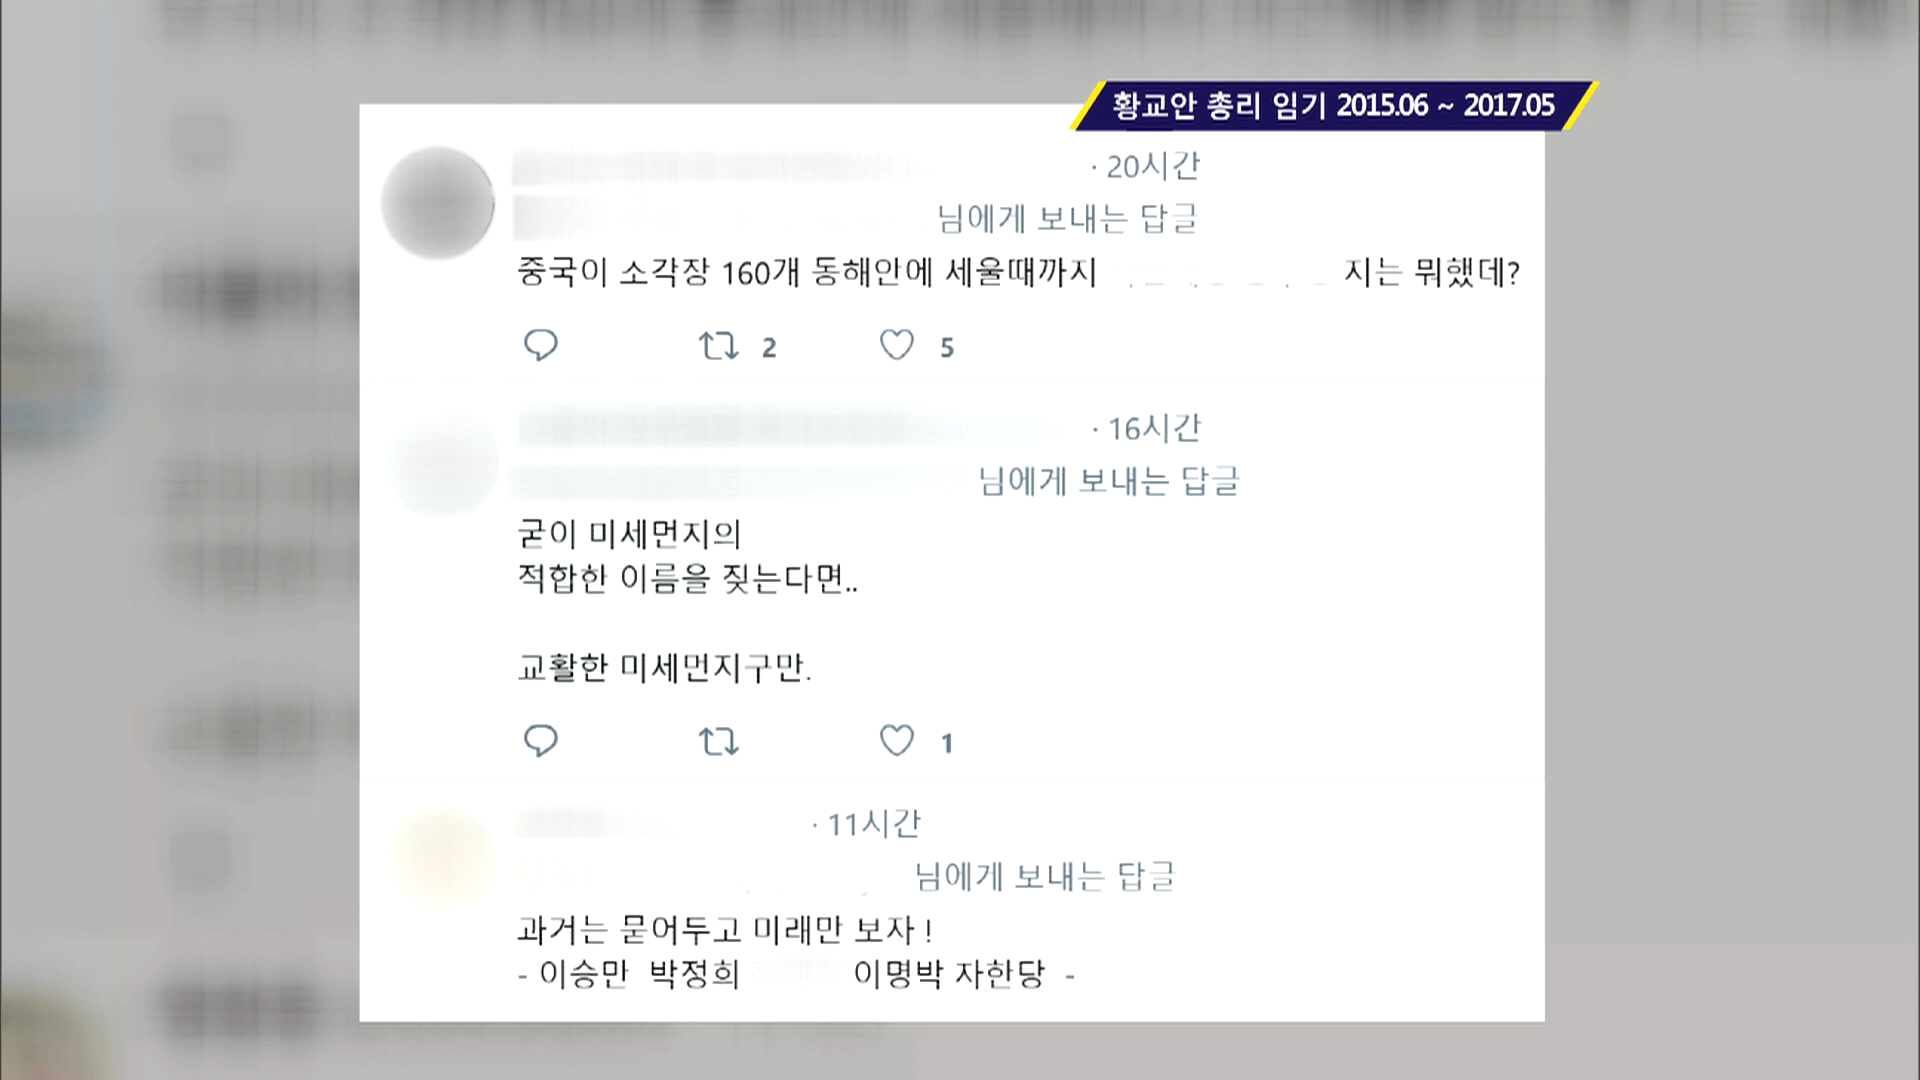 황교안 총리 임기 2015.06 ~ 2017.05
· 20시간
님에게 보내는 답글
중국이 소각장 160개 동해안에 세울때까지 지는 뭐했데?
2 5
· 16시간
님에게 보내는 답글
굳이 미세먼지의
적합한 이름을 짖는다면..
교활한 미세먼지구만.
1
· 11시간
님에게 보내는 답글
과거는 묻어두고 미래만 보자 !
- 이승만 박정희 이명박 자한당 -